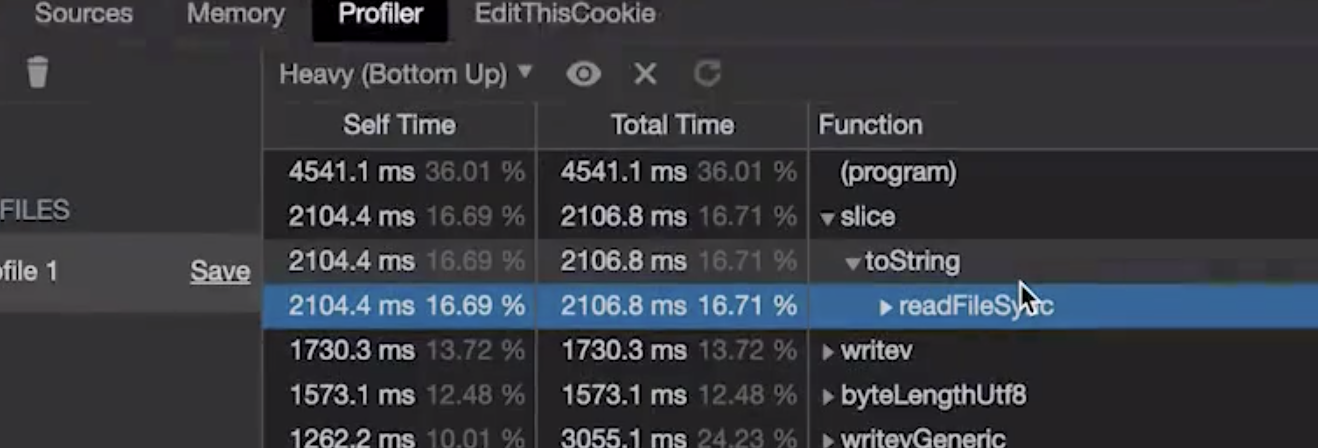 Sources Memory Profiler EditThisCookie
Heavy (Bottom Up) ▼
Self Time Total Time Function
4541.1 ms 36.01 % 4541.1 ms 36.01 % (program)
FILES
2104.4 ms 16.69 % 2106.8 ms 16.71 % slice
file 1 Save
2104.4 ms 16.69 % 2106.8 ms 16.71 % toString
2104.4 ms 16.69 % 2106.8 ms 16.71 % readFileSync
1730.3 ms 13.72 % 1730.3 ms 13.72 % writev
1573.1 ms 12.48 % 1573.1 ms 12.48 % byteLengthUtf8
1262.2 ms 10.01 % 3055.1 ms 24.23 % writevGeneric